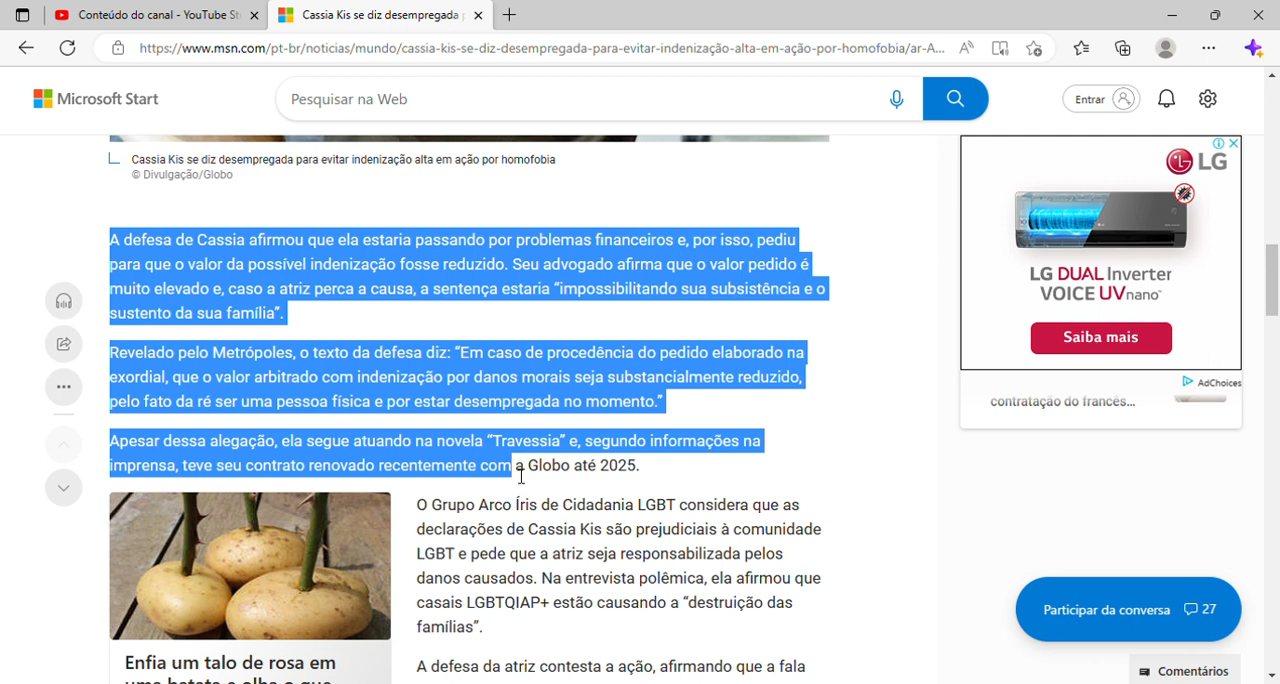 Conteúdo do canal - YouTube St
Cassia Kis se diz desempregada p
https://www.msn.com/pt-br/noticias/mundo/cassia-kis-se-diz-desempregada-para-evitar-indenização-alta-em-ação-por-homofobia/ar-A...
Microsoft Start
Pesquisar na Web
Entrar
Cassia Kis se diz desempregada para evitar indenização alta em ação por homofobia
© Divulgação/Globo
A defesa de Cassia afirmou que ela estaria passando por problemas financeiros e, por isso, pediu
para que o valor da possível indenização fosse reduzido. Seu advogado afirma que o valor pedido é
muito elevado e, caso a atriz perca a causa, a sentença estaria “impossibilitando sua subsistência e o
sustento da sua família”.
Revelado pelo Metrópoles, o texto da defesa diz: “Em caso de procedência do pedido elaborado na
exordial, que o valor arbitrado com indenização por danos morais seja substancialmente reduzido,
pelo fato da ré ser uma pessoa física e por estar desempregada no momento.”
Apesar dessa alegação, ela segue atuando na novela “Travessia” e, segundo informações na
imprensa, teve seu contrato renovado recentemente com a Globo até 2025.
O Grupo Arco Íris de Cidadania LGBT considera que as
declarações de Cassia Kis são prejudiciais à comunidade
LGBT e pede que a atriz seja responsabilizada pelos
danos causados. Na entrevista polêmica, ela afirmou que
casais LGBTQIAP+ estão causando a “destruição das
famílias”.
A defesa da atriz contesta a ação, afirmando que a fala
Enfia um talo de rosa em
uma batata e olha o que
LG
LG DUAL Inverter
VOICE UVnano™
Saiba mais
AdChoices
contratação do francês...
Participar da conversa 27
Comentários